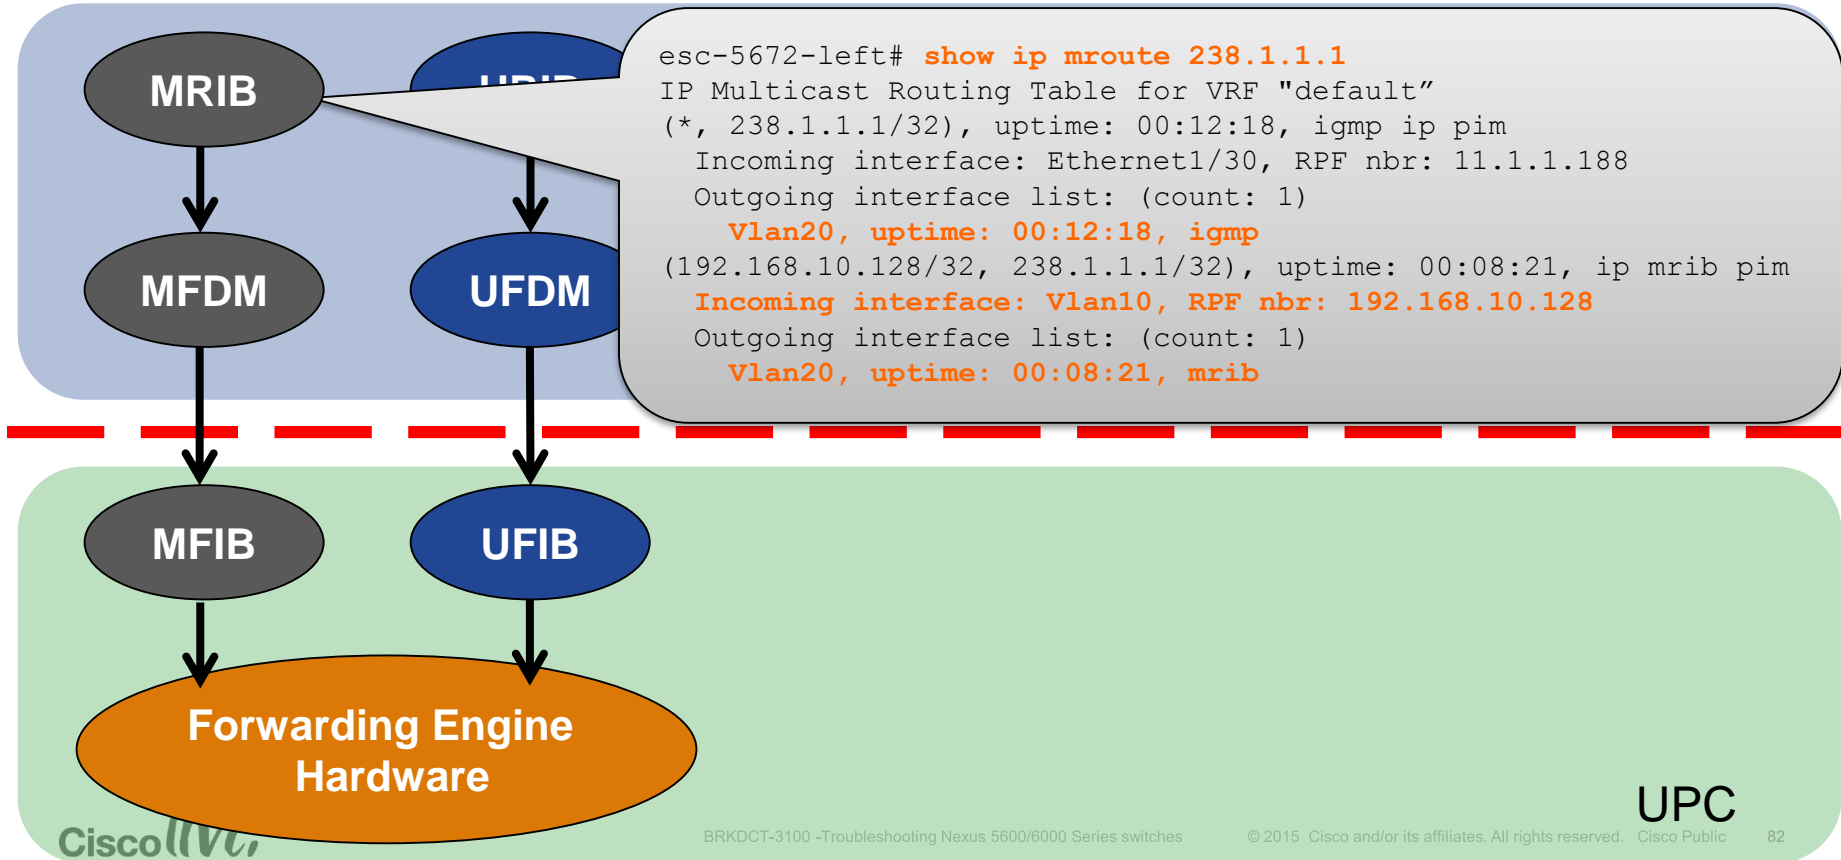 MRIB
esc-5672-left# show ip mroute 238.1.1.1
IP Multicast Routing Table for VRF "default”
(*, 238.1.1.1/32), uptime: 00:12:18, igmp ip pim
Incoming interface: Ethernet1/30, RPF nbr: 11.1.1.188
Outgoing interface list: (count: 1)
Vlan20, uptime: 00:12:18, igmp
(192.168.10.128/32, 238.1.1.1/32), uptime: 00:08:21, ip mrib pim
Incoming interface: Vlan10, RPF nbr: 192.168.10.128
Outgoing interface list: (count: 1)
Vlan20, uptime: 00:08:21, mrib
MFDM
UFDM
MFIB
UFIB
Forwarding Engine
Hardware
UPC
Cisco live
BRKDCT-3100 -Troubleshooting Nexus 5600/6000 Series switches © 2015 Cisco and/or its affiliates. All rights reserved. Cisco Public 82